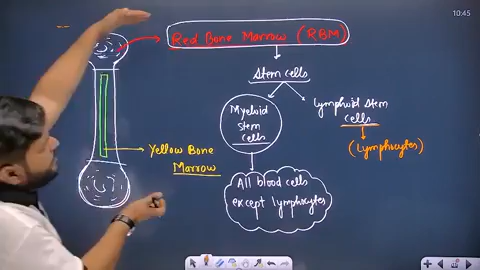 10:45
Red Bone Marrow (RBM)
Stem cells
Myeloid
Stem
cells
Lymphoid Stem
cells
(Lymphocytes)
Yellow Bone
Marrow
All blood cells
except lymphocytes